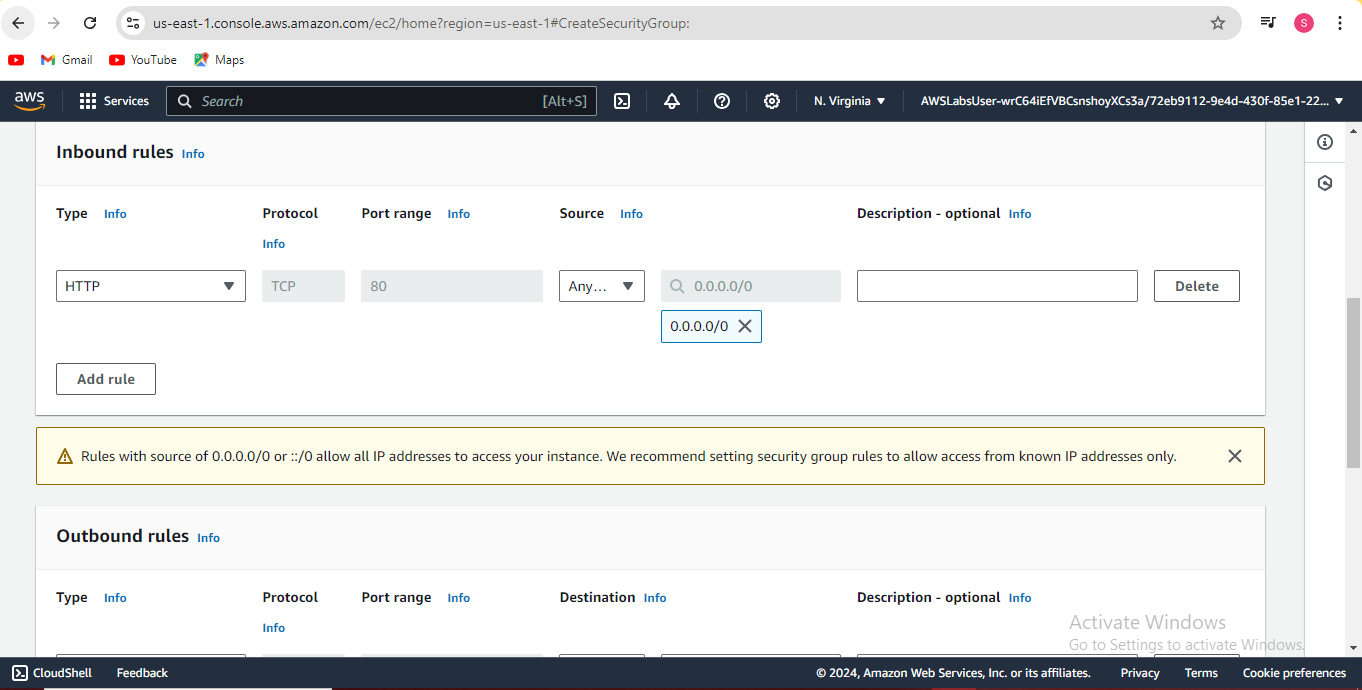 us-east-1.console.aws.amazon.com/ec2/home?region=us-east-1#CreateSecurityGroup:
S
Gmail YouTube Maps
aws Services Search [Alt+S] N. Virginia AWSLabsUser-wrC64iEfVBCsnshoyXCs3a/72eb9112-9e4d-430f-85e1-22...
Inbound rules Info
Type Info Protocol Port range Info Source Info Description - optional Info
Info
HTTP TCP 80 Any... 0.0.0.0/0 Delete
0.0.0.0/0
Add rule
Rules with source of 0.0.0.0/0 or ::/0 allow all IP addresses to access your instance. We recommend setting security group rules to allow access from known IP addresses only.
Outbound rules Info
Type Info Protocol Port range Info Destination Info Description - optional Info
Info
Activate Windows
Go to Settings to activate Windows.
CloudShell Feedback © 2024, Amazon Web Services, Inc. or its affiliates. Privacy Terms Cookie preferences